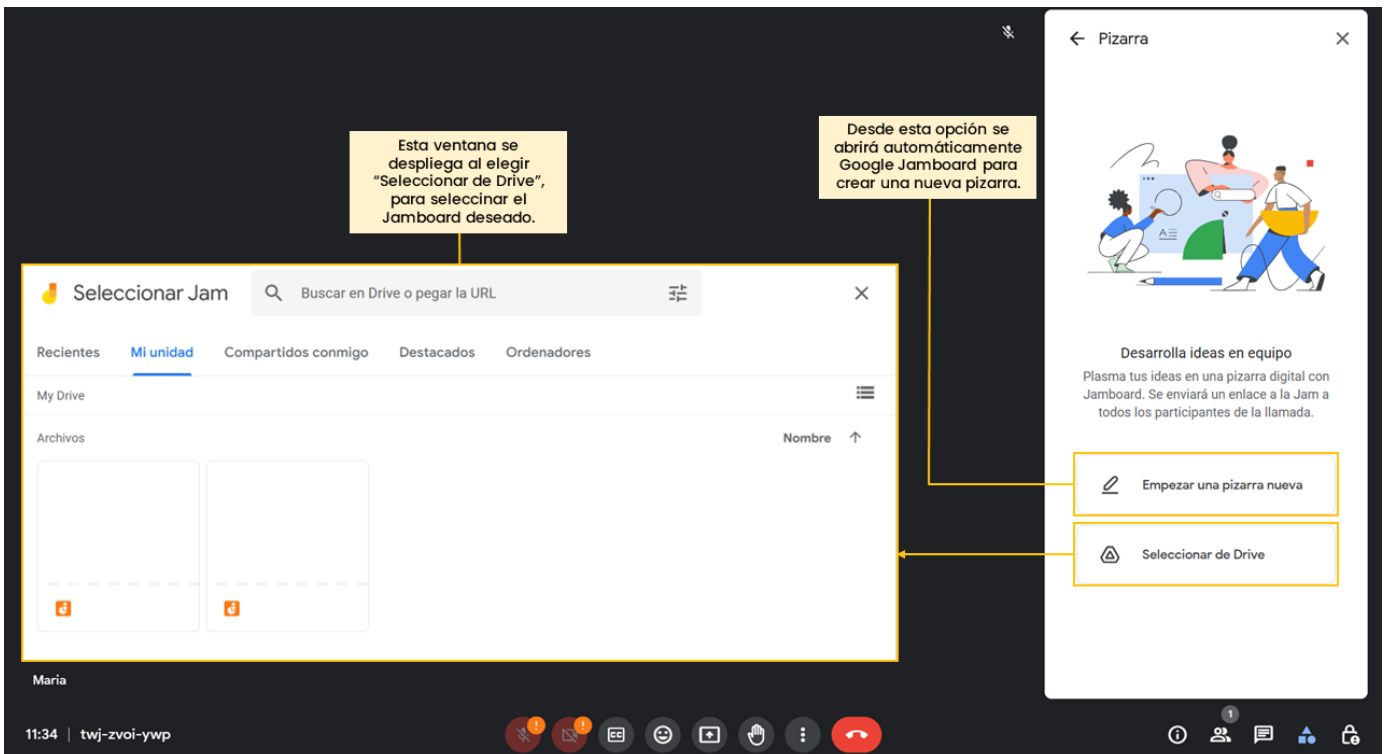 Pizarra
Esta ventana se
despliega al elegir
“Seleccionar de Drive”,
para seleccinar el
Jamboard deseado.
Desde esta opción se
abrirá automáticamente
Google Jamboard para
crear una nueva pizarra.
Seleccionar Jam
Buscar en Drive o pegar la URL
Recientes Mi unidad Compartidos conmigo Destacados Ordenadores
My Drive
Archivos Nombre
Desarrolla ideas en equipo
Plasma tus ideas en una pizarra digital con
Jamboard. Se enviará un enlace a la Jam a
todos los participantes de la llamada.
Empezar una pizarra nueva
Seleccionar de Drive
Maria
11:34 | twj-zvoi-ywp
CC
1